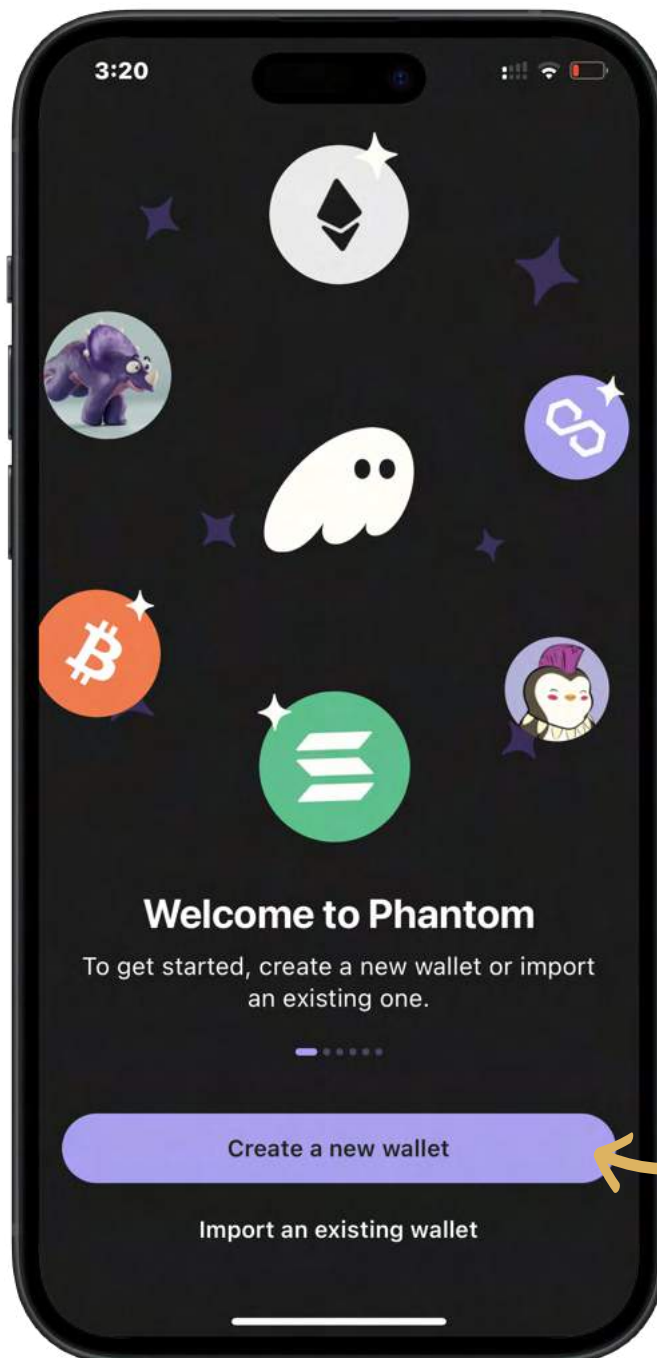 3:20
Welcome to Phantom
To get started, create a new wallet or import
an existing one.
Create a new wallet
Import an existing wallet